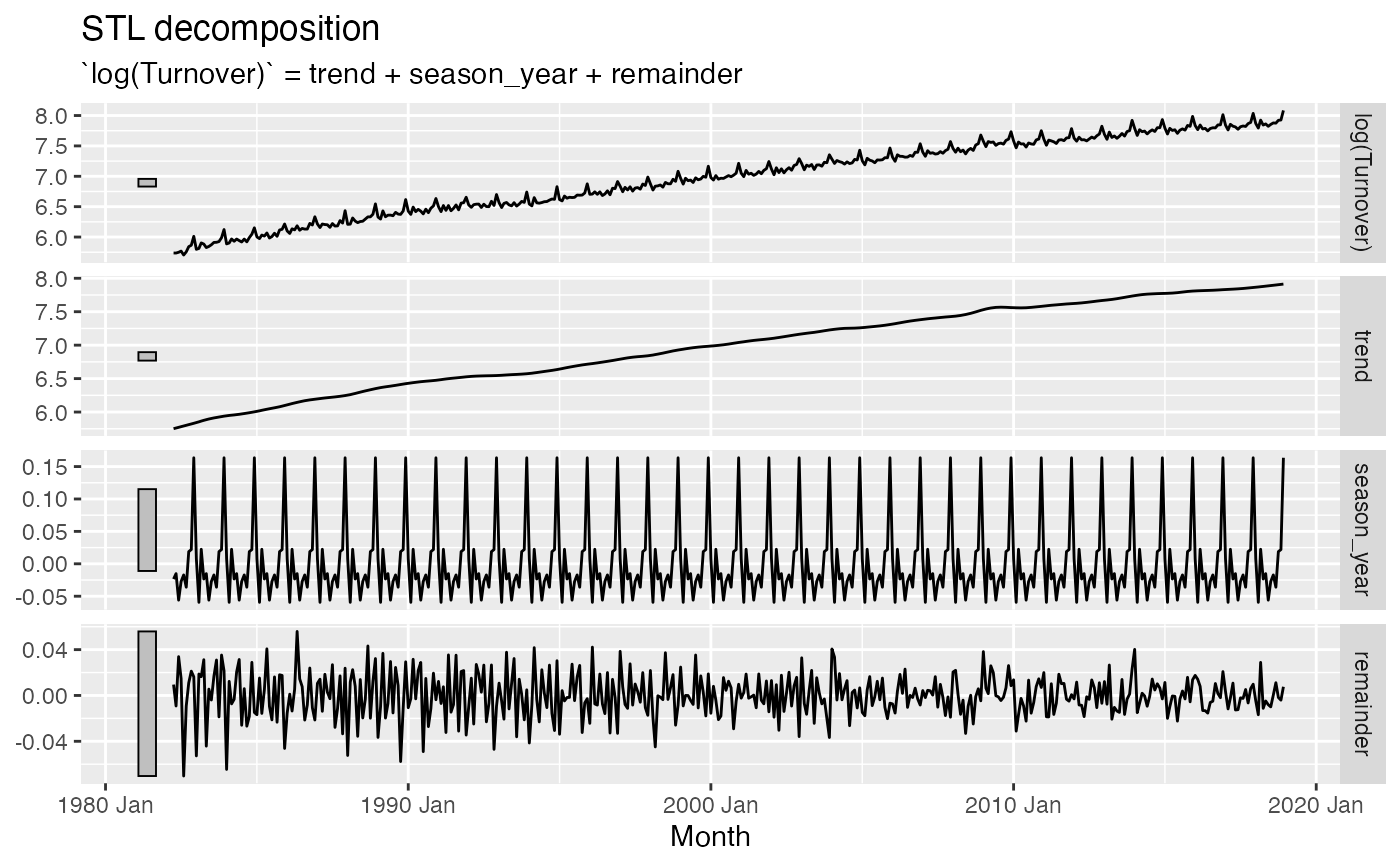 STL decomposition
`log(Turnover)` = trend + season_year + remainder
8.0
7.5
7.0
6.5
6.0
log(Turnover)
8.0
7.5
7.0
6.5
6.0
trend
0.15
0.10
0.05
0.00
-0.05
season_year
0.04
0.00
-0.04
remainder
1980 Jan
1990 Jan
2000 Jan
2010 Jan
2020 Jan
Month